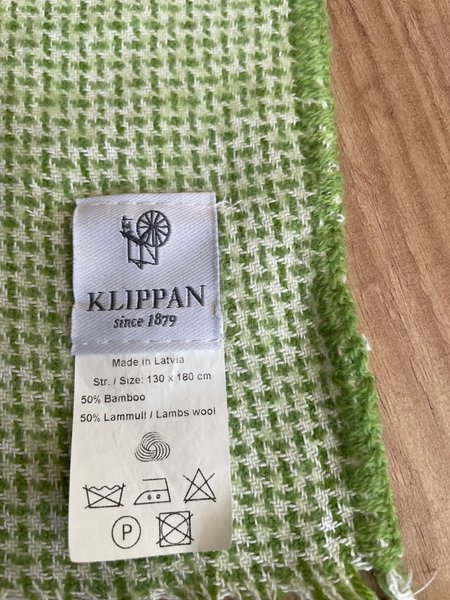 KLIPPAN
since 1879
Made in Latvia
Str. / Size: 130 x 180 cm
50% Bamboo
50% Lammull / Lambs wool
P